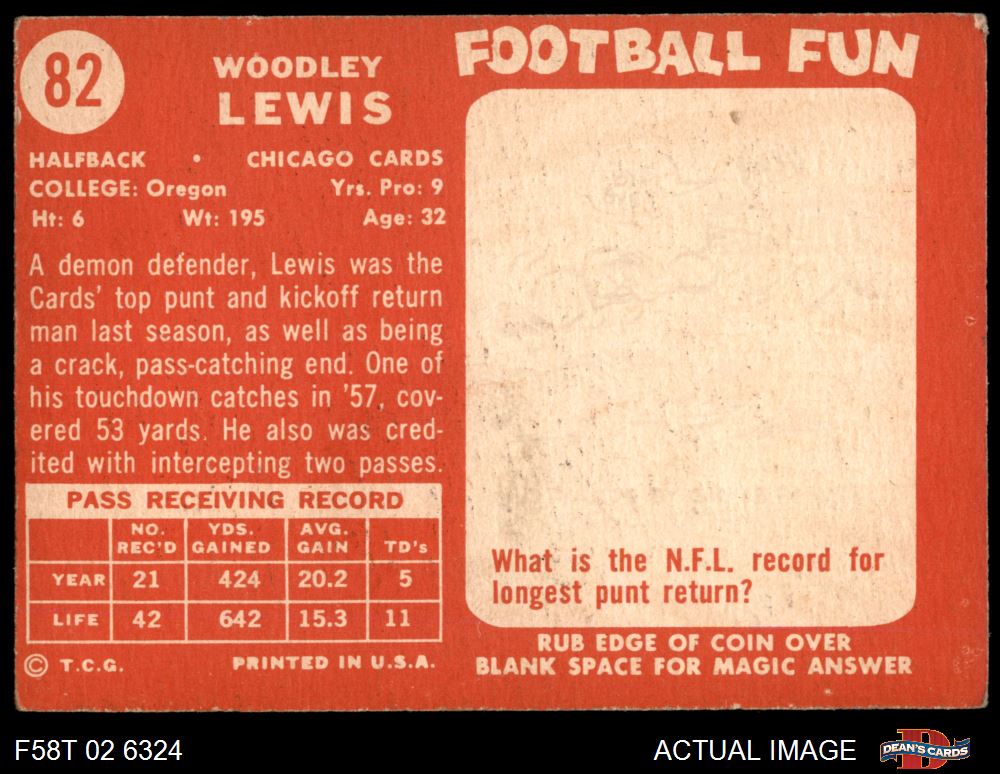 82
WOODLEY
LEWIS
HALFBACK • CHICAGO CARDS
COLLEGE: Oregon Yrs. Pro: 9
Ht: 6 Wt: 195 Age: 32
A demon defender, Lewis was the
Cards' top punt and kickoff return
man last season, as well as being
a crack, pass-catching end. One of
his touchdown catches in '57, cov-
ered 53 yards. He also was cred-
ited with intercepting two passes.
PASS RECEIVING RECORD
NO. REC'D YDS. GAINED AVG. GAIN TD's
YEAR 21 424 20.2 5
LIFE 42 642 15.3 11
© T.C.G. PRINTED IN U.S.A.
FOOTBALL FUN
What is the N.F.L. record for
longest punt return?
RUB EDGE OF COIN OVER
BLANK SPACE FOR MAGIC ANSWER
F58T 02 6324 ACTUAL IMAGE DEAN'S CARDS